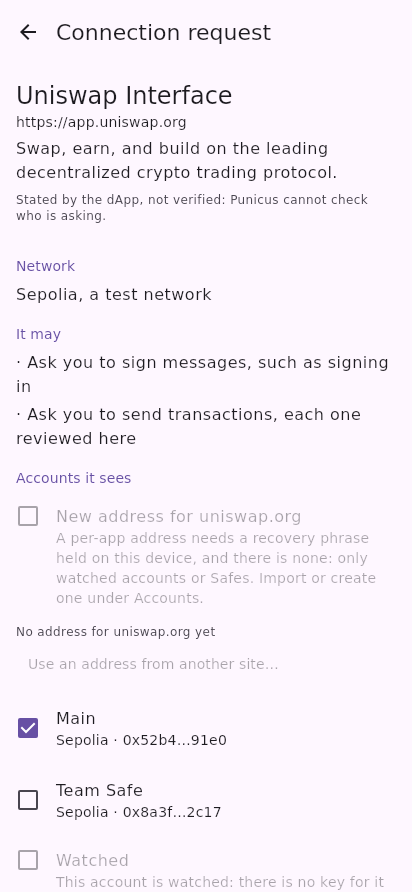 Connection request
Uniswap Interface
https://app.uniswap.org
Swap, earn, and build on the leading
decentralized crypto trading protocol.
Stated by the dApp, not verified: Punicus cannot check
who is asking.
Network
Sepolia, a test network
It may
· Ask you to sign messages, such as signing
in
· Ask you to send transactions, each one
reviewed here
Accounts it sees
New address for uniswap.org
A per-app address needs a recovery phrase
held on this device, and there is none: only
watched accounts or Safes. Import or create
one under Accounts.
No address for uniswap.org yet
Use an address from another site...
Main
Sepolia · 0x52b4...91e0
Team Safe
Sepolia · 0x8a3f...2c17
Watched
This account is watched: there is no key for it